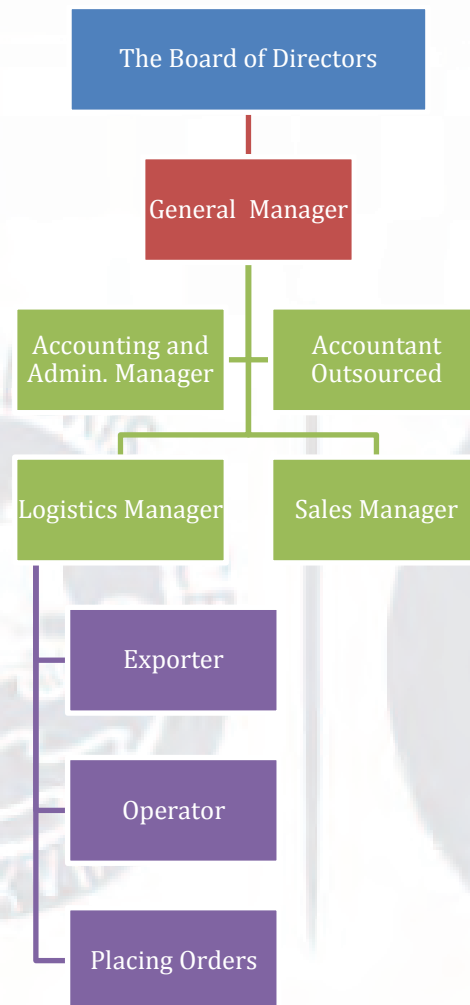 The Board of Directors
General  Manager
Accounting and
Admin. Manager
Accountant
Outsourced
Logistics Manager
Sales Manager
Exporter
Operator
Placing Orders